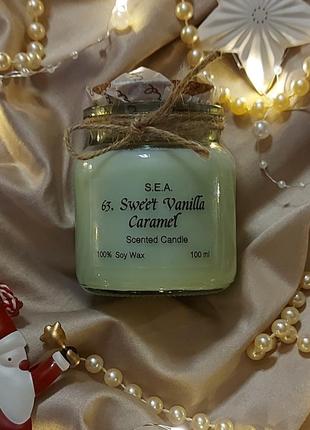 S.E.A.
63. Sweet Vanilla
Caramel
Scented Candle
100% Soy Wax 100 ml